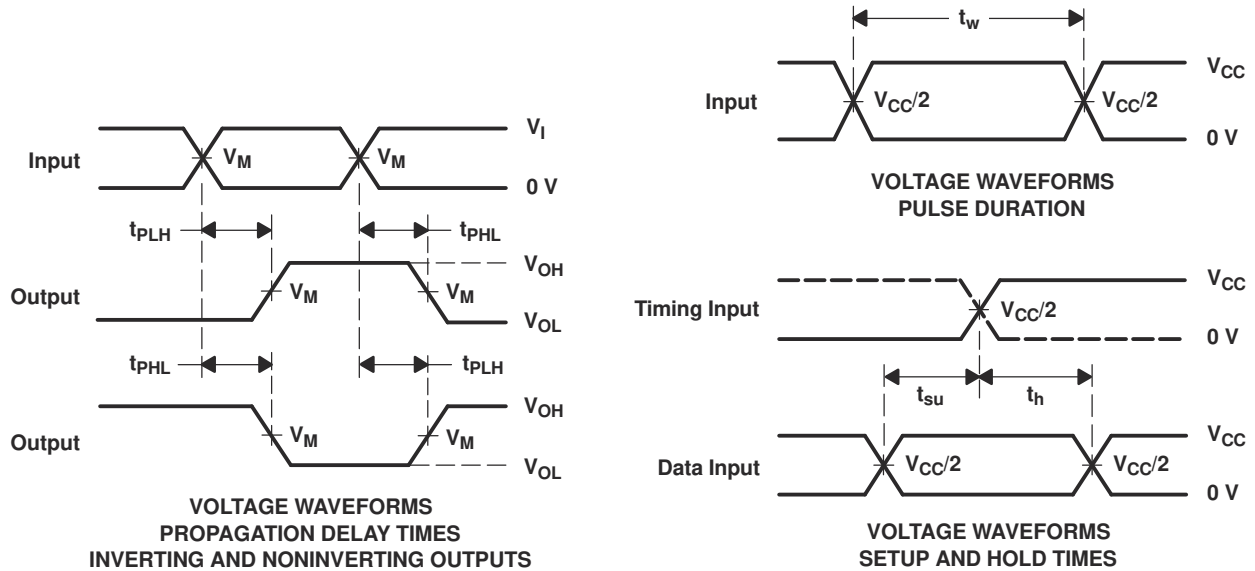 Input
V_I
V_M
V_M
0 V
t_PLH
t_PHL
Output
V_OH
V_M
V_M
V_OL
t_PHL
t_PLH
Output
V_OH
V_M
V_M
V_OL
VOLTAGE WAVEFORMS
PROPAGATION DELAY TIMES
INVERTING AND NONINVERTING OUTPUTS
t_w
Input
V_CC
V_CC/2
V_CC/2
0 V
VOLTAGE WAVEFORMS
PULSE DURATION
Timing Input
V_CC
V_CC/2
0 V
t_su
t_h
Data Input
V_CC
V_CC/2
V_CC/2
0 V
VOLTAGE WAVEFORMS
SETUP AND HOLD TIMES